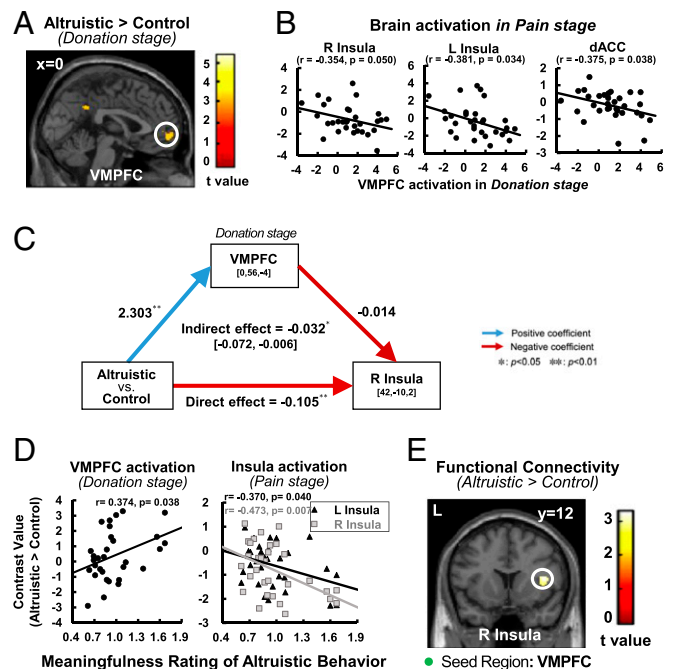 A
Altruistic > Control
(Donation stage)
x=0
VMPFC
5
4
3
2
1
0
t value
B
Brain activation in Pain stage
R Insula
(r = -0.354, p = 0.050)
L Insula
(r = -0.381, p = 0.034)
dACC
(r = -0.375, p = 0.038)
4
2
0
-2
-4
-4 -2 0 2 4 6
4
2
0
-2
-4
-4 -2 0 2 4 6
2
1
0
-1
-2
-3
-4 -2 0 2 4 6
VMPFC activation in Donation stage
C
Donation stage
VMPFC
[0,56,-4]
2.303**
-0.014
Indirect effect = -0.032*
[-0.072, -0.006]
Altruistic
vs.
Control
R Insula
[42,-10,2]
Direct effect = -0.105**
Positive coefficient
Negative coefficient
*: p<0.05 **: p<0.01
D
VMPFC activation
(Donation stage)
r= 0.374, p= 0.038
Insula activation
(Pain stage)
r= -0.370, p= 0.040
r= -0.473, p= 0.007
L Insula
R Insula
Contrast Value
(Altruistic > Control)
4
3
2
1
0
-1
-2
-3
-4
0.4 0.7 1.0 1.3 1.6 1.9
2
1
0
-1
-2
-3
0.4 0.7 1.0 1.3 1.6 1.9
Meaningfulness Rating of Altruistic Behavior
E
Functional Connectivity
(Altruistic > Control)
L
y=12
R Insula
3
2
1
0
t value
Seed Region: VMPFC